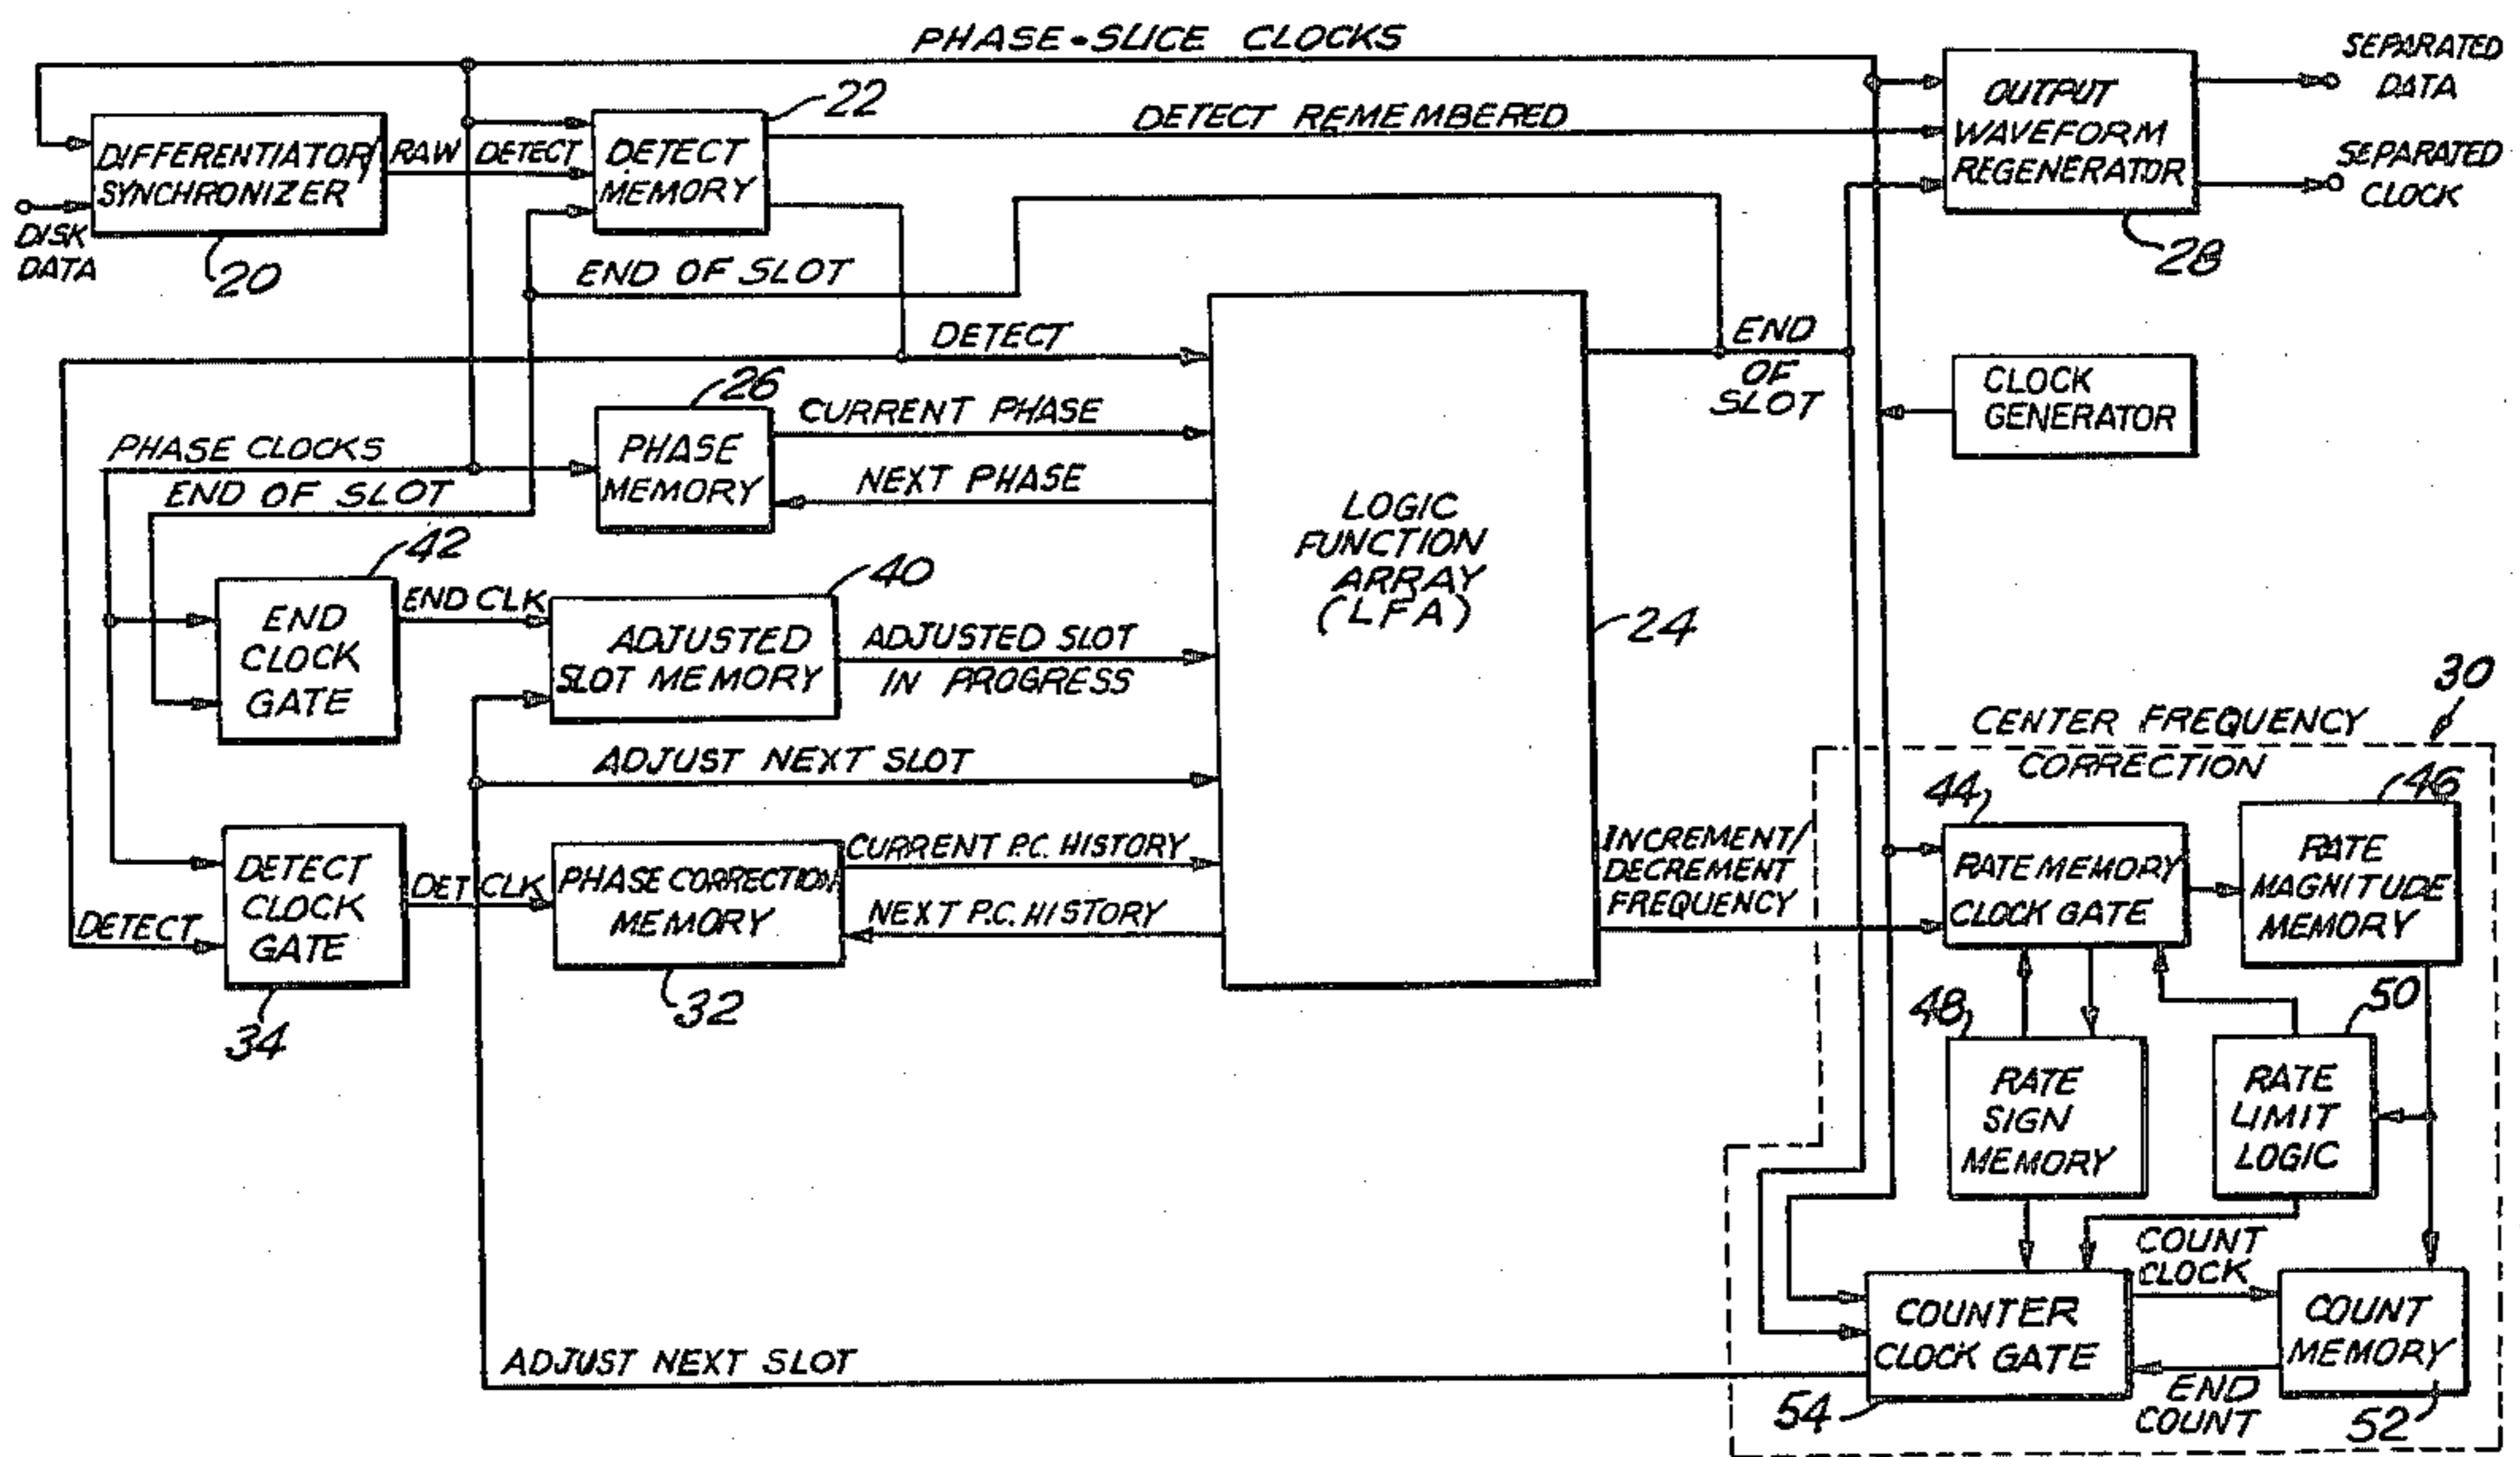 PHASE-SLICE CLOCKS
SEPARATED
DATA
SEPARATED
CLOCK
OUTPUT
WAVEFORM
REGENERATOR
28
DIFFERENTIATOR/
SYNCHRONIZER
20
DISK
DATA
RAW DETECT
22
DETECT
MEMORY
DETECT REMEMBERED
END OF SLOT
DETECT
END
OF
SLOT
CLOCK
GENERATOR
26
PHASE
MEMORY
CURRENT PHASE
NEXT PHASE
PHASE CLOCKS
END OF SLOT
LOGIC
FUNCTION
ARRAY
(LFA)
24
42
END
CLOCK
GATE
END CLK
40
ADJUSTED
SLOT MEMORY
ADJUSTED SLOT
IN PROGRESS
ADJUST NEXT SLOT
DETECT
DETECT
CLOCK
GATE
34
DET CLK
PHASE CORRECTION
MEMORY
32
CURRENT P.C. HISTORY
NEXT P.C. HISTORY
INCREMENT/
DECREMENT
FREQUENCY
30
CENTER FREQUENCY
CORRECTION
44
RATE MEMORY
CLOCK GATE
46
RATE
MAGNITUDE
MEMORY
48
RATE
SIGN
MEMORY
50
RATE
LIMIT
LOGIC
COUNT
CLOCK
COUNTER
CLOCK GATE
54
COUNT
MEMORY
52
END
COUNT
ADJUST NEXT SLOT